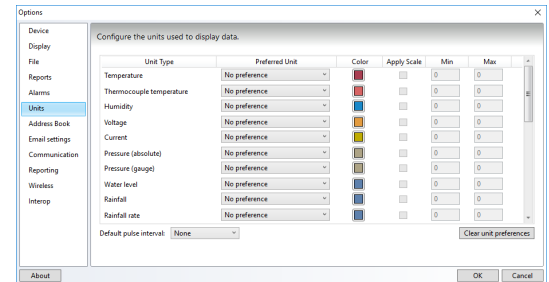 Options
Device
Display
File
Reports
Alarms
Units
Address Book
Email settings
Communication
Reporting
Wireless
Interop
Configure the units used to display data.
Unit Type Preferred Unit Color Apply Scale Min Max
Temperature No preference 0 0
Thermocouple temperature No preference 0 0
Humidity No preference 0 0
Voltage No preference 0 0
Current No preference 0 0
Pressure (absolute) No preference 0 0
Pressure (gauge) No preference 0 0
Water level No preference 0 0
Rainfall No preference 0 0
Rainfall rate No preference 0 0
Default pulse interval: None Clear unit preferences
About OK Cancel